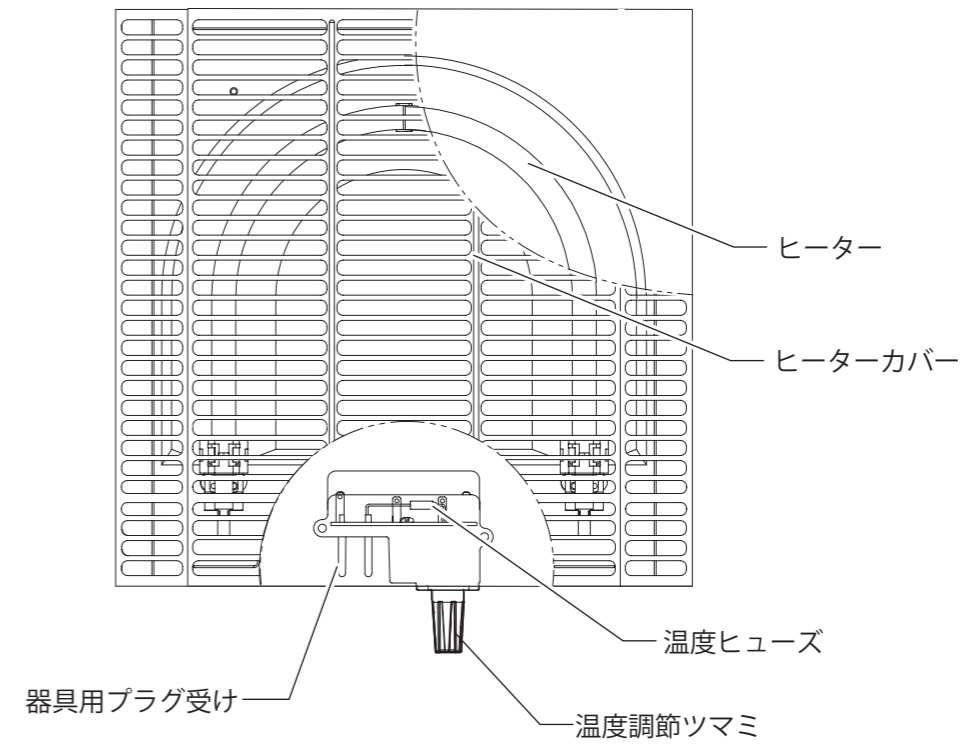 ヒーター
ヒーターカバー
温度ヒューズ
器具用プラグ受け
温度調節ツマミ